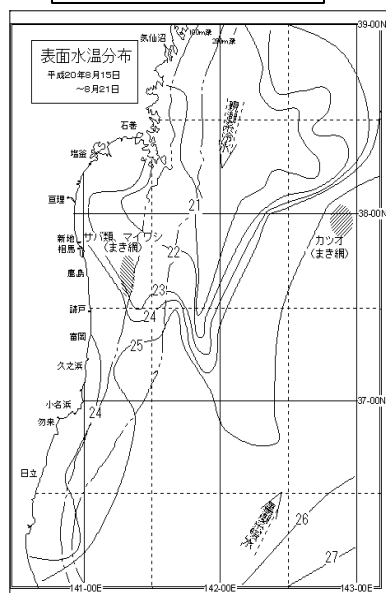 表面水温分布
平成20年8月15日
～8月21日
気仙沼
100m深
200m深
39-00N
石巻
塩釜
亘理
21
38-00N
新地
相馬
サバ類、マイワシ
(まき網)
22
カツオ
(まき網)
鹿島
23
請戸
24
富岡
25
久之浜
37-00N
小名浜
24
勿来
日立
26
27
141-00E
142-00E
143-00E